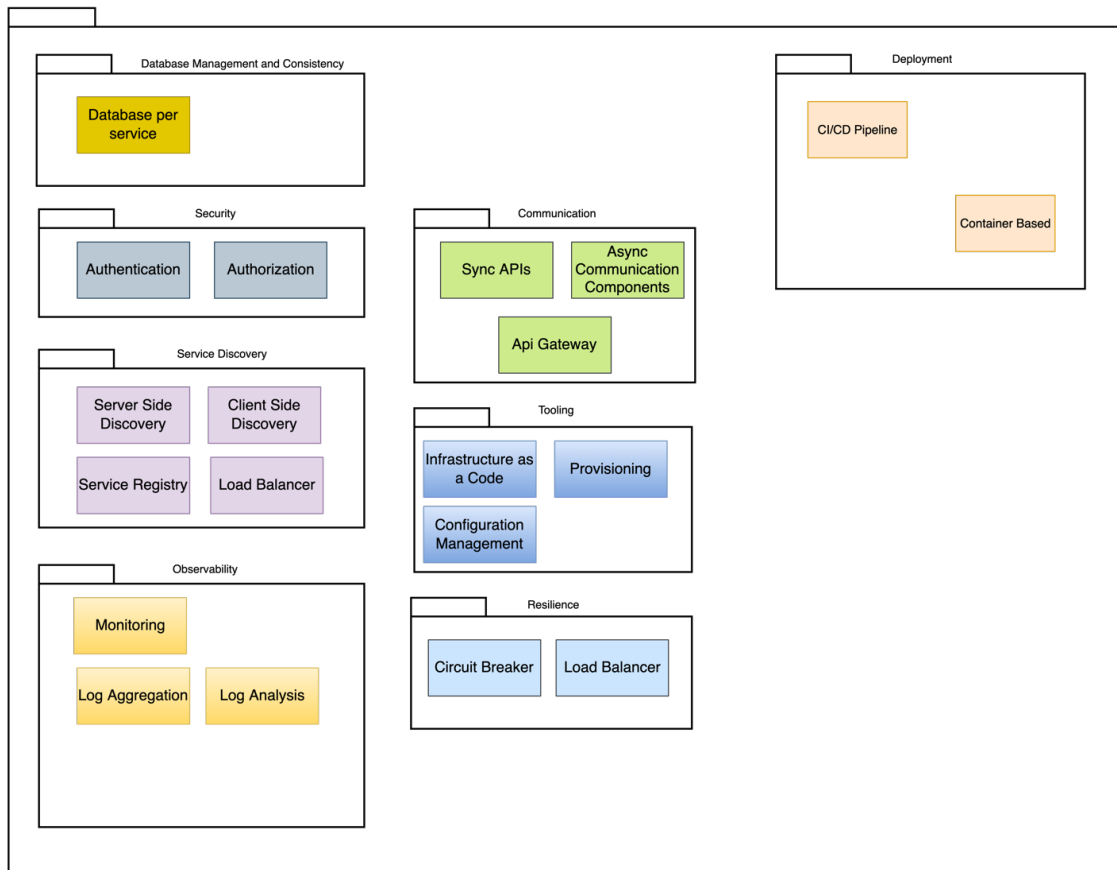 Database Management and Consistency
Database per
service
Security
Authentication
Authorization
Service Discovery
Server Side
Discovery
Client Side
Discovery
Service Registry
Load Balancer
Observability
Monitoring
Log Aggregation
Log Analysis
Communication
Sync APIs
Async
Communication
Components
Api Gateway
Tooling
Infrastructure as
a Code
Provisioning
Configuration
Management
Resilience
Circuit Breaker
Load Balancer
Deployment
CI/CD Pipeline
Container Based